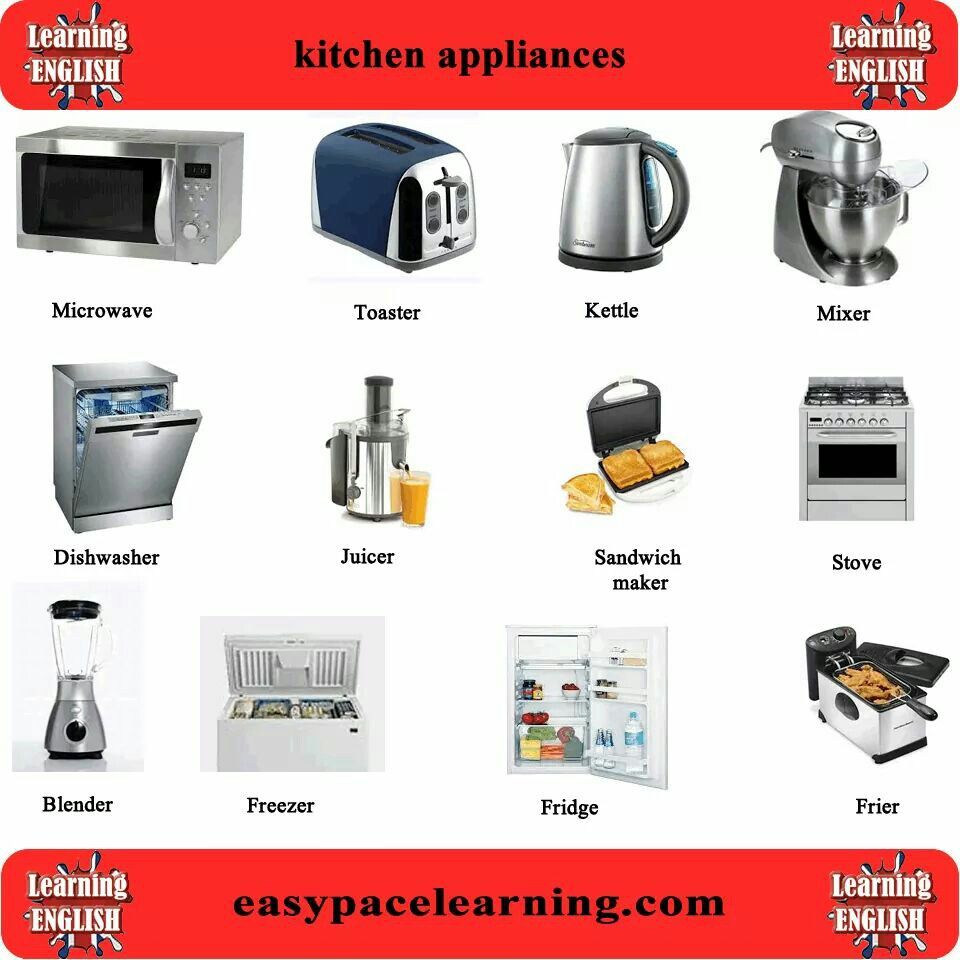 Learning
ENGLISH
kitchen appliances
Learning
ENGLISH
Microwave
Toaster
Kettle
Mixer
Dishwasher
Juicer
Sandwich
maker
Stove
Blender
Freezer
Fridge
Frier
Learning
ENGLISH
easypacelearning.com
Learning
ENGLISH